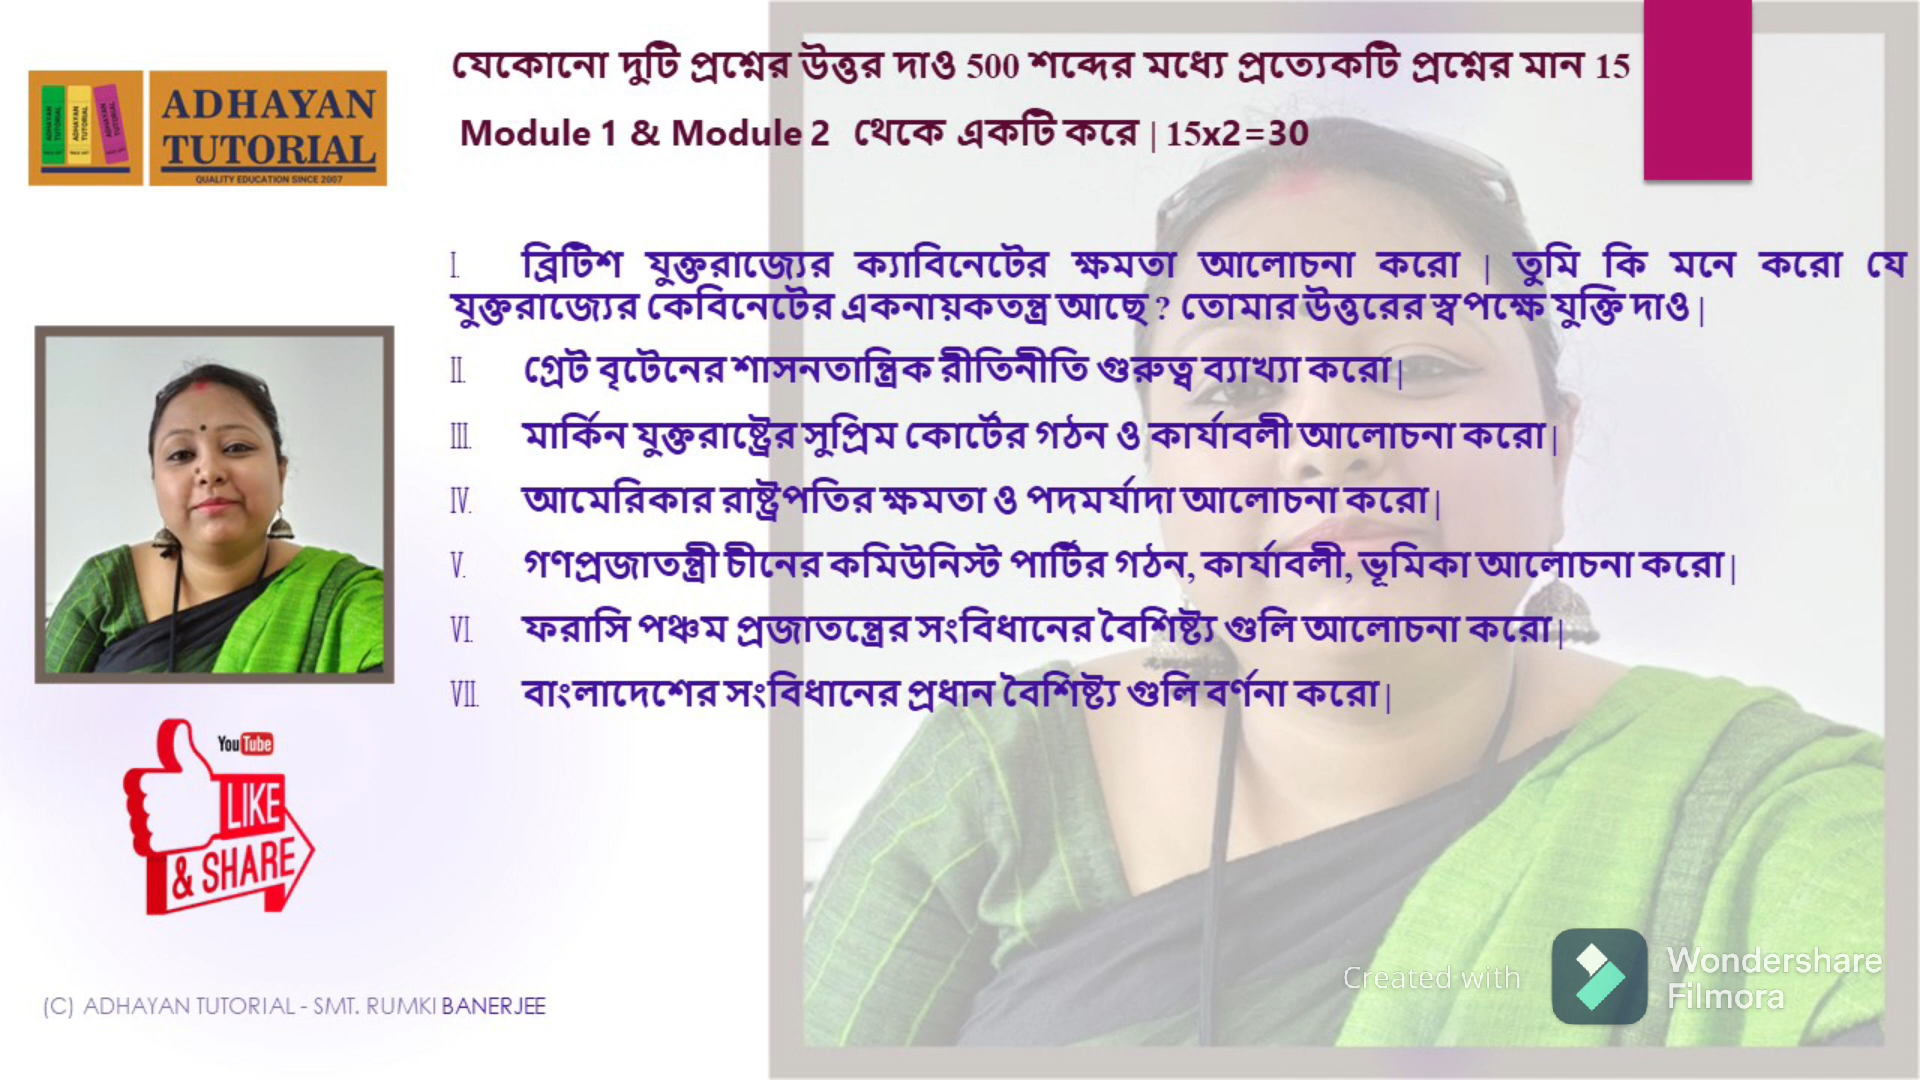 ADHAYAN
TUTORIAL
QUALITY EDUCATION SINCE 2007
যেকোনো দুটি প্রশ্নের উত্তর দাও 500 শব্দের মধ্যে প্রত্যেকটি প্রশ্নের মান 15
Module 1 & Module 2 থেকে একটি করে | 15x2=30
I. ব্রিটিশ যুক্তরাজ্যের ক্যাবিনেটের ক্ষমতা আলোচনা করো | তুমি কি মনে করো যে
যুক্তরাজ্যের কেবিনেটের একনায়কতন্ত্র আছে ? তোমার উত্তরের স্বপক্ষে যুক্তি দাও |
II. গ্রেট বৃটেনের শাসনতান্ত্রিক রীতিনীতি গুরুত্ব ব্যাখ্যা করো |
III. মার্কিন যুক্তরাষ্ট্রের সুপ্রিম কোর্টের গঠন ও কার্যাবলী আলোচনা করো |
IV. আমেরিকার রাষ্ট্রপতির ক্ষমতা ও পদমর্যাদা আলোচনা করো |
V. গণপ্রজাতন্ত্রী চীনের কমিউনিস্ট পার্টির গঠন, কার্যাবলী, ভূমিকা আলোচনা করো |
VI. ফরাসি পঞ্চম প্রজাতন্ত্রের সংবিধানের বৈশিষ্ট্য গুলি আলোচনা করো |
VII. বাংলাদেশের সংবিধানের প্রধান বৈশিষ্ট্য গুলি বর্ণনা করো |
YouTube
LIKE
& SHARE
(C) ADHAYAN TUTORIAL - SMT. RUMKI BANERJEE
Created with
Wondershare
Filmora